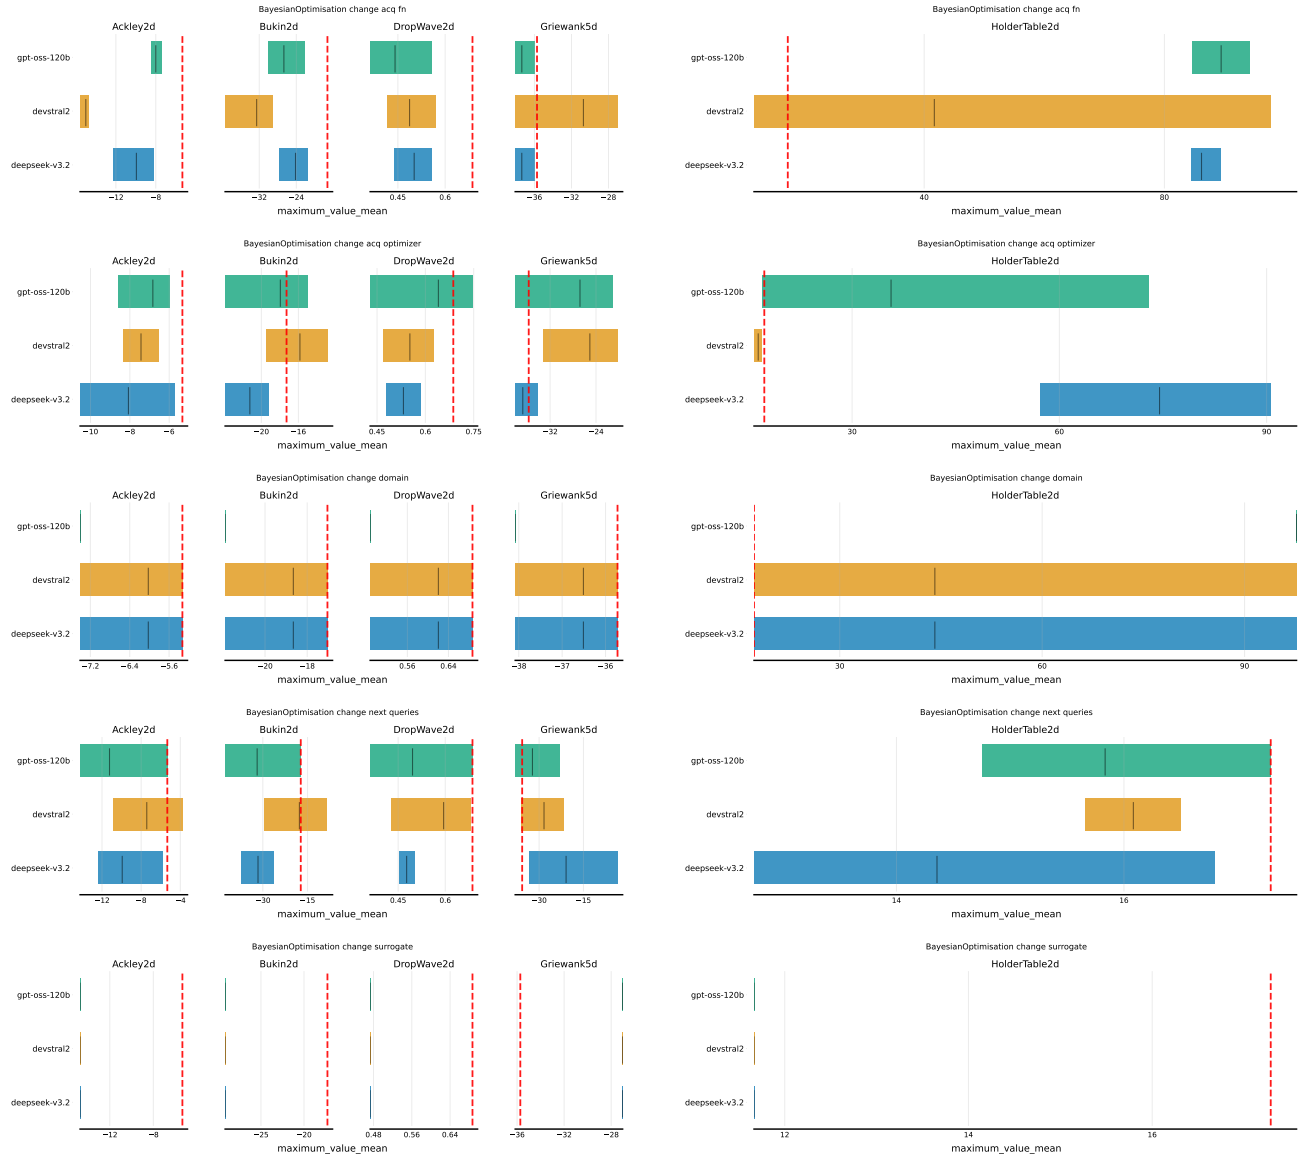 BayesianOptimisation change acq fn
BayesianOptimisation change acq fn
Ackley2d Bukin2d DropWave2d Griewank5d HolderTable2d
gpt-oss-120b
devstral2
deepseek-v3.2
−12 −8 −32 −24 0.45 0.6 −36 −32 −28 40 80
maximum_value_mean maximum_value_mean
BayesianOptimisation change acq optimizer BayesianOptimisation change acq optimizer
Ackley2d Bukin2d DropWave2d Griewank5d HolderTable2d
gpt-oss-120b gpt-oss-120b
devstral2 devstral2
deepseek-v3.2 deepseek-v3.2
−10 −8 −6 −20 −16 0.45 0.6 0.75 −32 −24 30 60 90
maximum_value_mean maximum_value_mean
BayesianOptimisation change domain BayesianOptimisation change domain
Ackley2d Bukin2d DropWave2d Griewank5d HolderTable2d
gpt-oss-120b gpt-oss-120b
devstral2 devstral2
deepseek-v3.2 deepseek-v3.2
−7.2 −6.4 −5.6 −20 −18 0.56 0.64 −38 −37 −36 30 60 90
maximum_value_mean maximum_value_mean
BayesianOptimisation change next queries BayesianOptimisation change next queries
Ackley2d Bukin2d DropWave2d Griewank5d HolderTable2d
gpt-oss-120b gpt-oss-120b
devstral2 devstral2
deepseek-v3.2 deepseek-v3.2
−12 −8 −4 −30 −15 0.45 0.6 −30 −15 14 16
maximum_value_mean maximum_value_mean
BayesianOptimisation change surrogate BayesianOptimisation change surrogate
Ackley2d Bukin2d DropWave2d Griewank5d HolderTable2d
gpt-oss-120b gpt-oss-120b
devstral2 devstral2
deepseek-v3.2 deepseek-v3.2
−12 −8 −25 −20 0.48 0.56 0.64 −36 −32 −28 12 14 16
maximum_value_mean maximum_value_mean